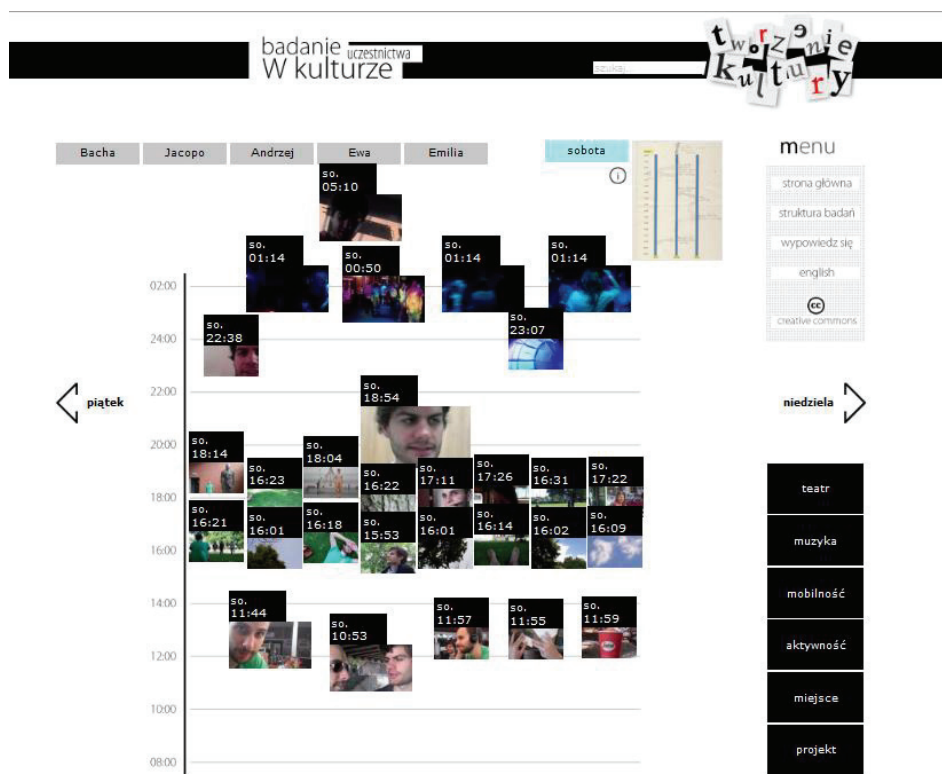 badanie uczestnictwa
W kulturze
szukaj...
tworzenie
kultury
Bacha
Jacopo
Andrzej
Ewa
Emilia
sobota
i
menu
strona główna
struktura badań
wypowiedz się
english
cc
creative commons
so.
05:10
so.
01:14
so.
00:50
so.
01:14
so.
01:14
02:00
so.
22:38
so.
23:07
24:00
22:00
piątek
niedziela
so.
18:54
20:00
so.
18:14
so.
18:04
so.
16:23
so.
16:22
so.
17:11
so.
17:26
so.
16:31
so.
17:22
18:00
so.
16:21
so.
16:01
so.
16:18
so.
15:53
so.
16:01
so.
16:14
so.
16:02
so.
16:09
16:00
14:00
so.
11:44
so.
10:53
so.
11:57
so.
11:55
so.
11:59
12:00
10:00
08:00
teatr
muzyka
mobilność
aktywność
miejsce
projekt